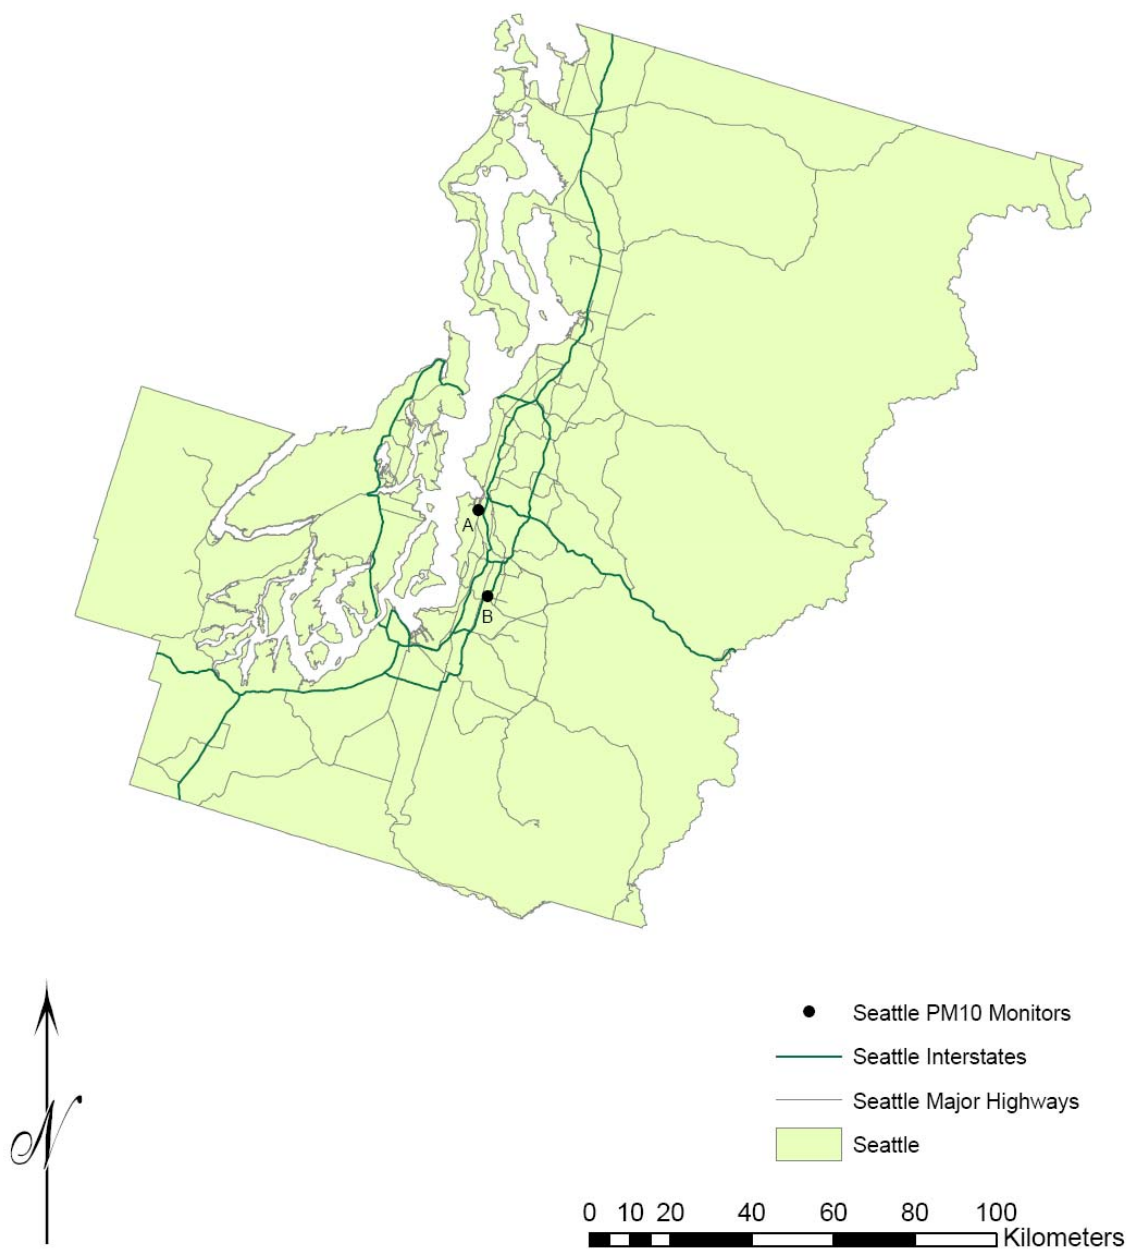 A
B
N
Seattle PM10 Monitors
Seattle Interstates
Seattle Major Highways
Seattle
0 10 20 40 60 80 100
Kilometers